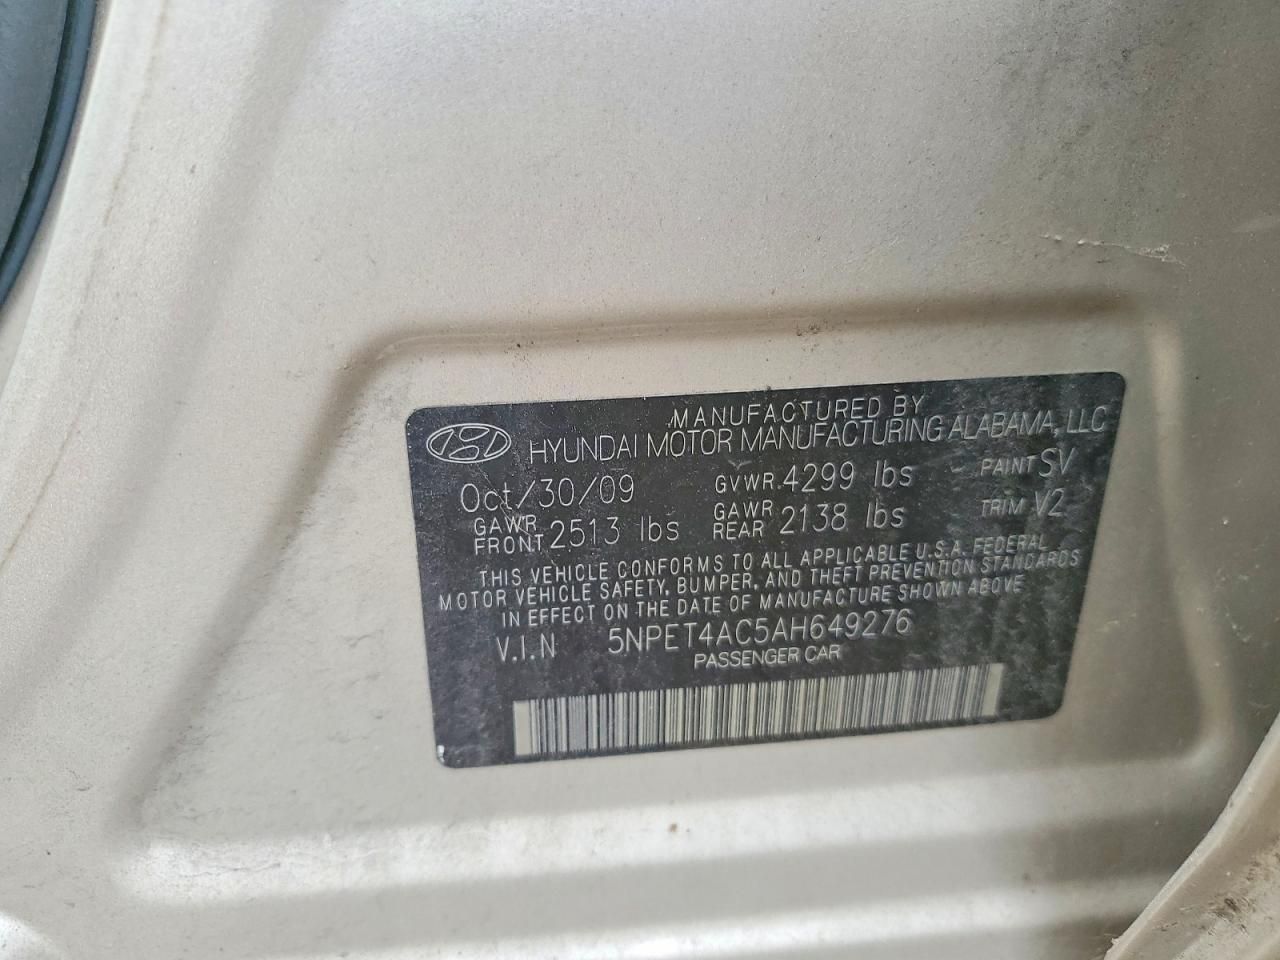 MANUFACTURED BY
HYUNDAI MOTOR MANUFACTURING ALABAMA, LLC
Oct/30/09 GVWR 4299 lbs PAINT SV
GAWR FRONT 2513 lbs GAWR REAR 2138 lbs TRIM V2
THIS VEHICLE CONFORMS TO ALL APPLICABLE U.S.A. FEDERAL
MOTOR VEHICLE SAFETY, BUMPER, AND THEFT PREVENTION STANDARDS
IN EFFECT ON THE DATE OF MANUFACTURE SHOWN ABOVE
V.I.N 5NPET4AC5AH649276
PASSENGER CAR